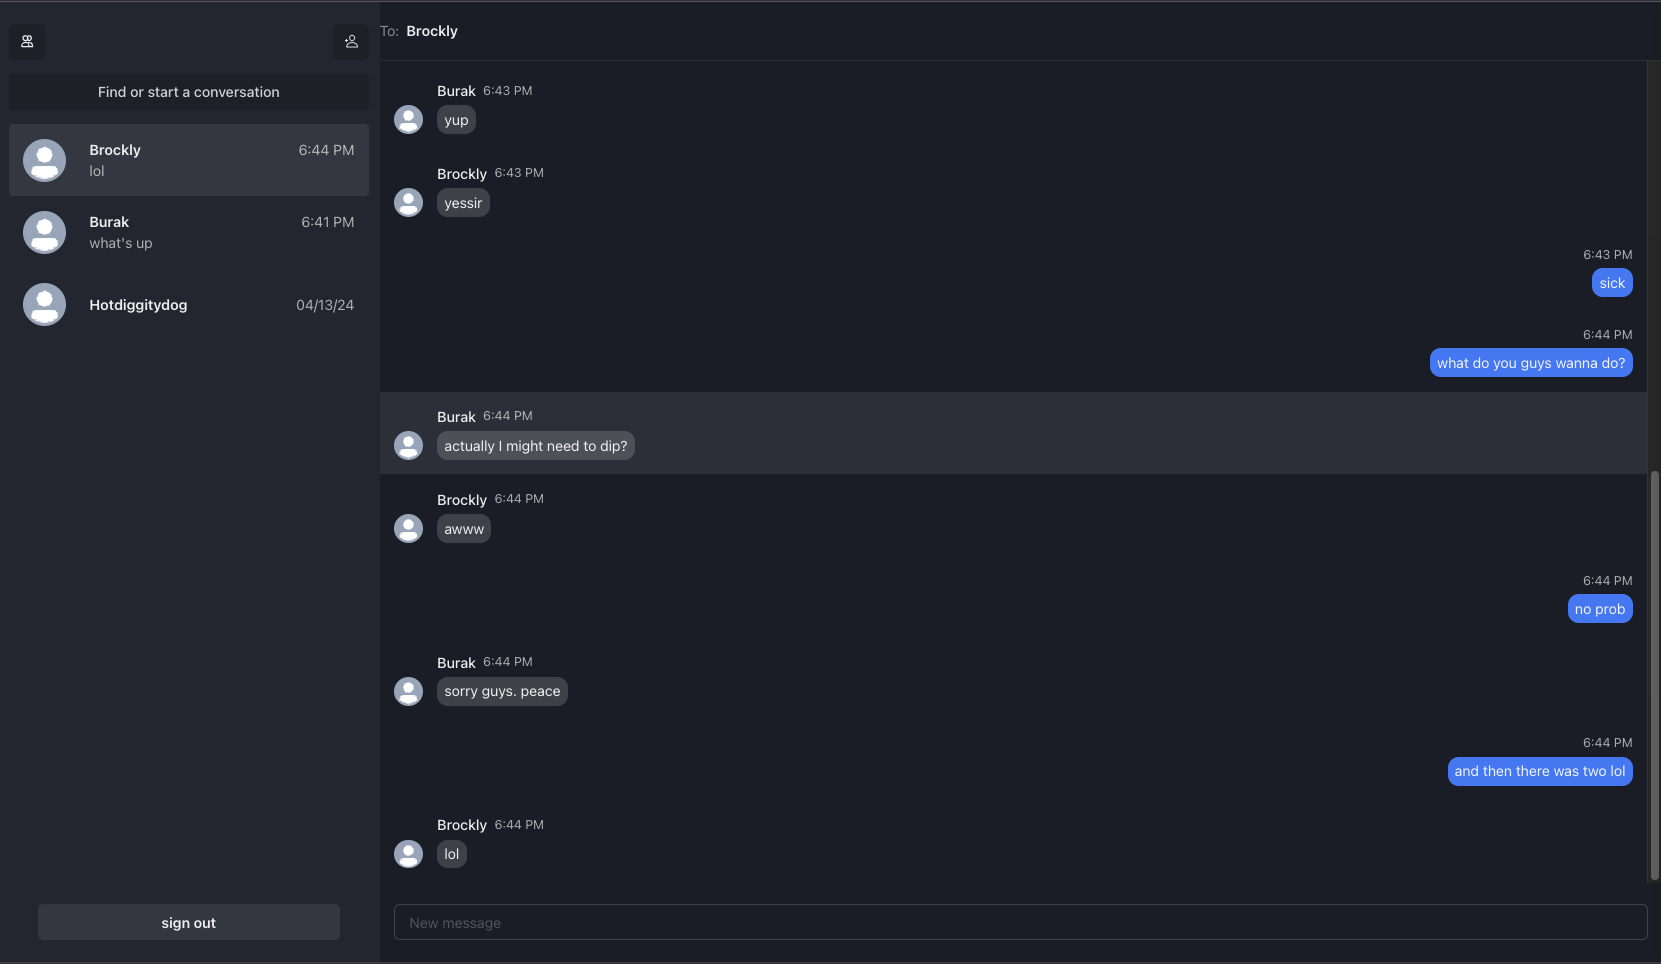 Find or start a conversation
Brockly 6:44 PM
lol
Burak 6:41 PM
what's up
Hotdiggitydog 04/13/24
sign out
To: Brockly
Burak 6:43 PM
yup
Brockly 6:43 PM
yessir
6:43 PM
sick
6:44 PM
what do you guys wanna do?
Burak 6:44 PM
actually I might need to dip?
Brockly 6:44 PM
awww
6:44 PM
no prob
Burak 6:44 PM
sorry guys. peace
6:44 PM
and then there was two lol
Brockly 6:44 PM
lol
New message